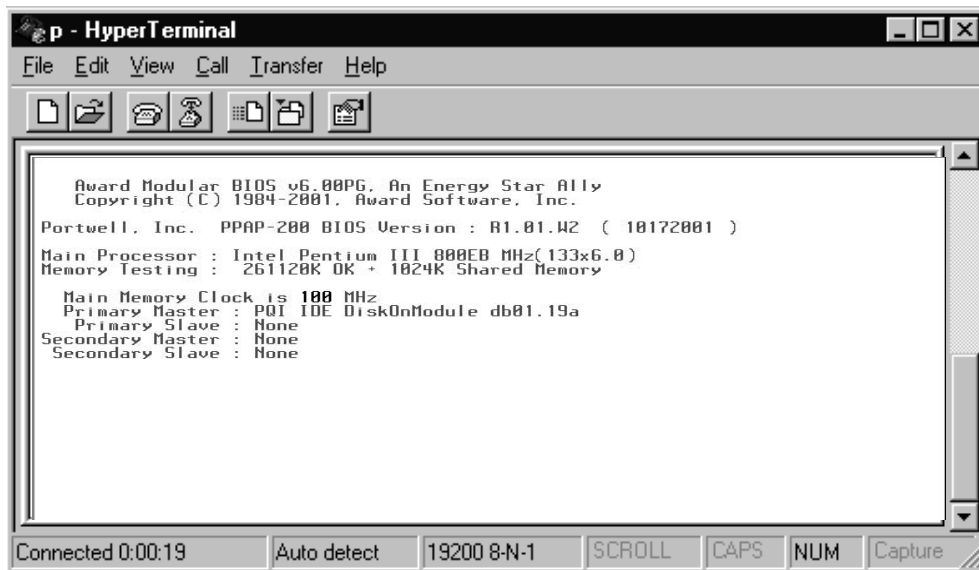 p - HyperTerminal
File Edit View Call Transfer Help
Award Modular BIOS v6.00PG, An Energy Star Ally
Copyright (C) 1984-2001, Award Software, Inc.
Portwell, Inc. PPAP-200 BIOS Version : R1.01.W2 ( 10172001 )
Main Processor : Intel Pentium III 800EB MHz(133x6.0)
Memory Testing : 261120K OK + 1024K Shared Memory
Main Memory Clock is 100 MHz
Primary Master : PQI IDE DiskOnModule db01.19a
Primary Slave : None
Secondary Master : None
Secondary Slave : None
Connected 0:00:19 Auto detect 19200 8-N-1 SCROLL CAPS NUM Capture